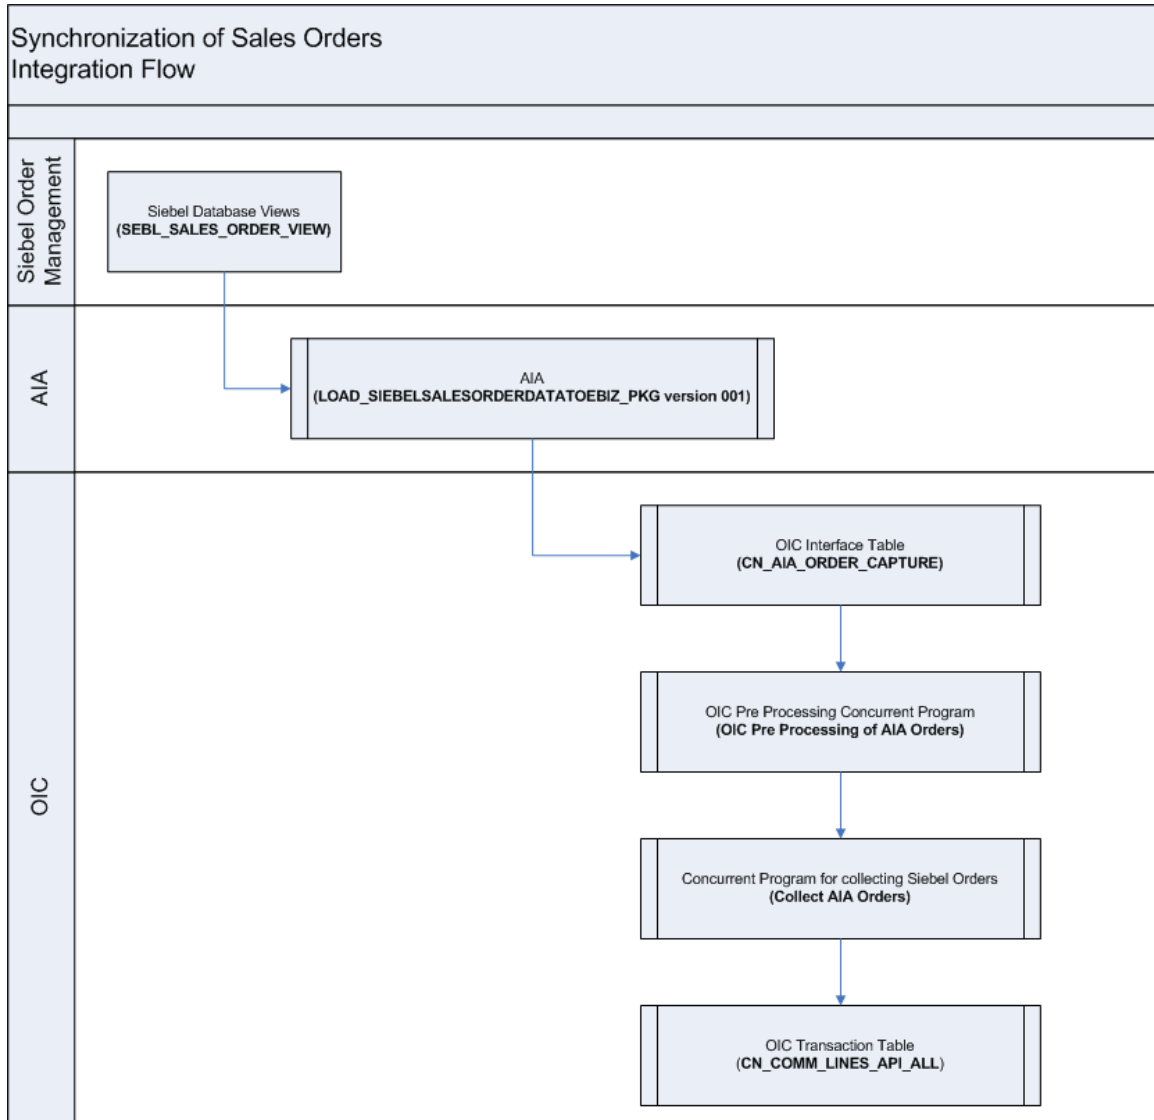 Synchronization of Sales Orders
Integration Flow
Siebel Order
Management
Siebel Database Views
(SEBL_SALES_ORDER_VIEW)
AIA
AIA
(LOAD_SIEBELSALESORDERDATATOEBIZ_PKG version 001)
OIC
OIC Interface Table
(CN_AIA_ORDER_CAPTURE)
OIC Pre Processing Concurrent Program
(OIC Pre Processing of AIA Orders)
Concurrent Program for collecting Siebel Orders
(Collect AIA Orders)
OIC Transaction Table
(CN_COMM_LINES_API_ALL)